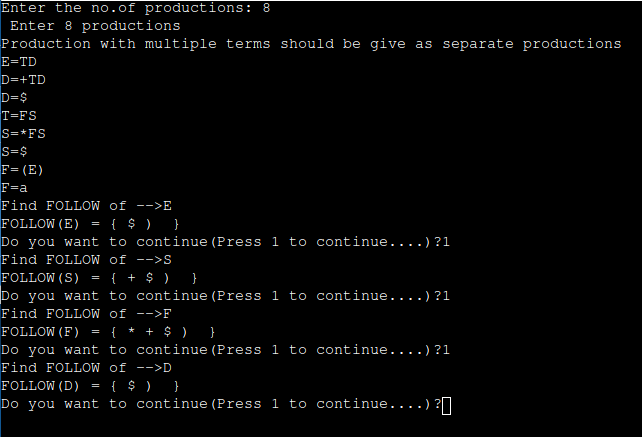 Enter the no.of productions: 8
Enter 8 productions
Production with multiple terms should be give as separate productions
E=TD
D=+TD
D=$
T=FS
S=*FS
S=$
F=(E)
F=a
Find FOLLOW of -->E
FOLLOW(E) = { $ )  }
Do you want to continue(Press 1 to continue....)?1
Find FOLLOW of -->S
FOLLOW(S) = { + $ )  }
Do you want to continue(Press 1 to continue....)?1
Find FOLLOW of -->F
FOLLOW(F) = { * + $ )  }
Do you want to continue(Press 1 to continue....)?1
Find FOLLOW of -->D
FOLLOW(D) = { $ )  }
Do you want to continue(Press 1 to continue....)?